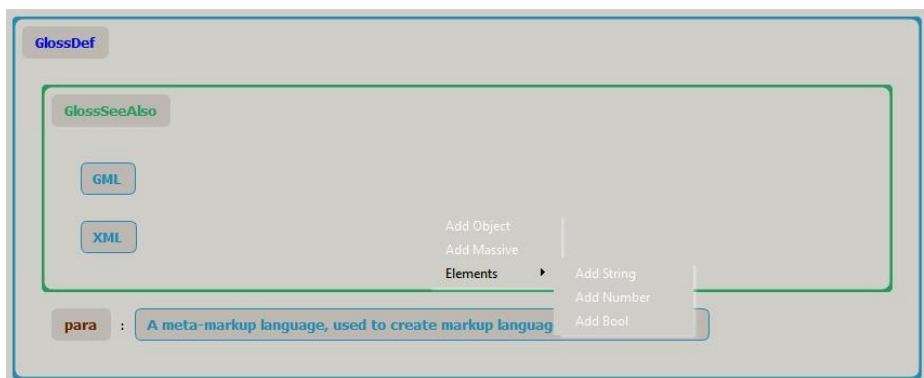 GlossDef
GlossSeeAlso
GML
XML
Add Object
Add Massive
Elements
Add String
Add Number
Add Bool
para : A meta-markup language, used to create markup languag